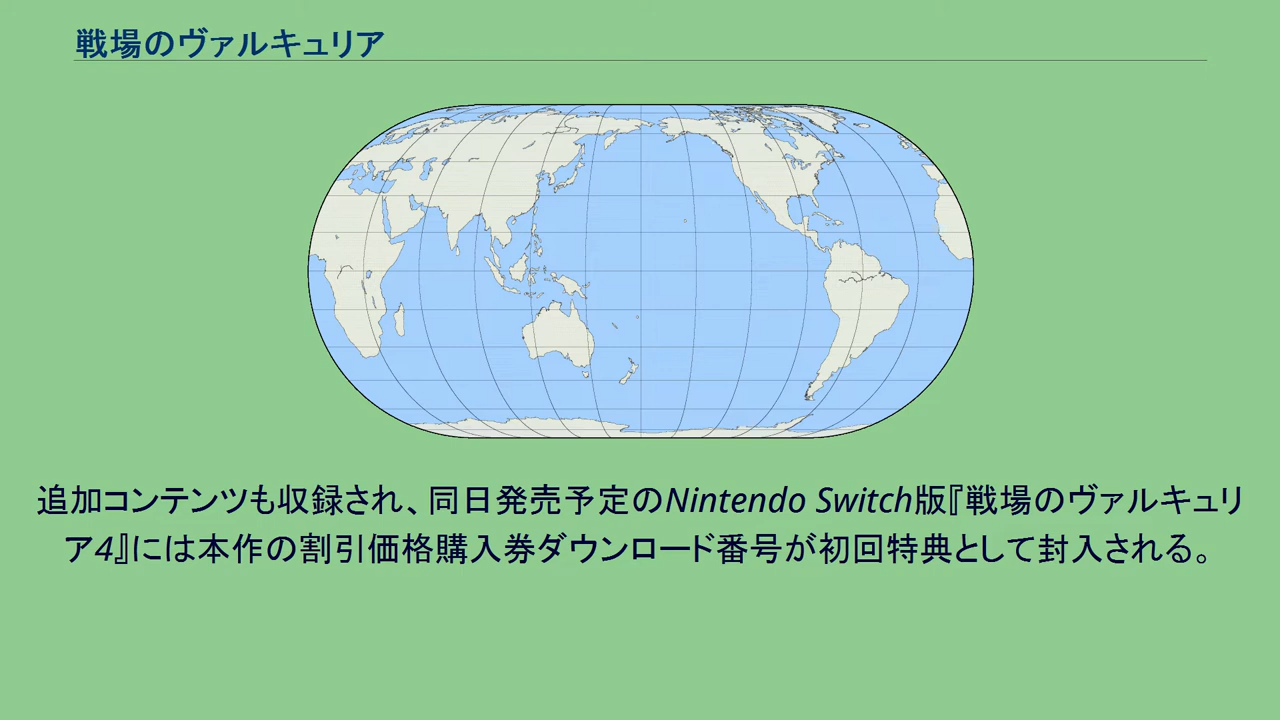 戦場のヴァルキュリア
追加コンテンツも収録され、同日発売予定のNintendo Switch版『戦場のヴァルキュリ
ア4』には本作の割引価格購入券ダウンロード番号が初回特典として封入される。